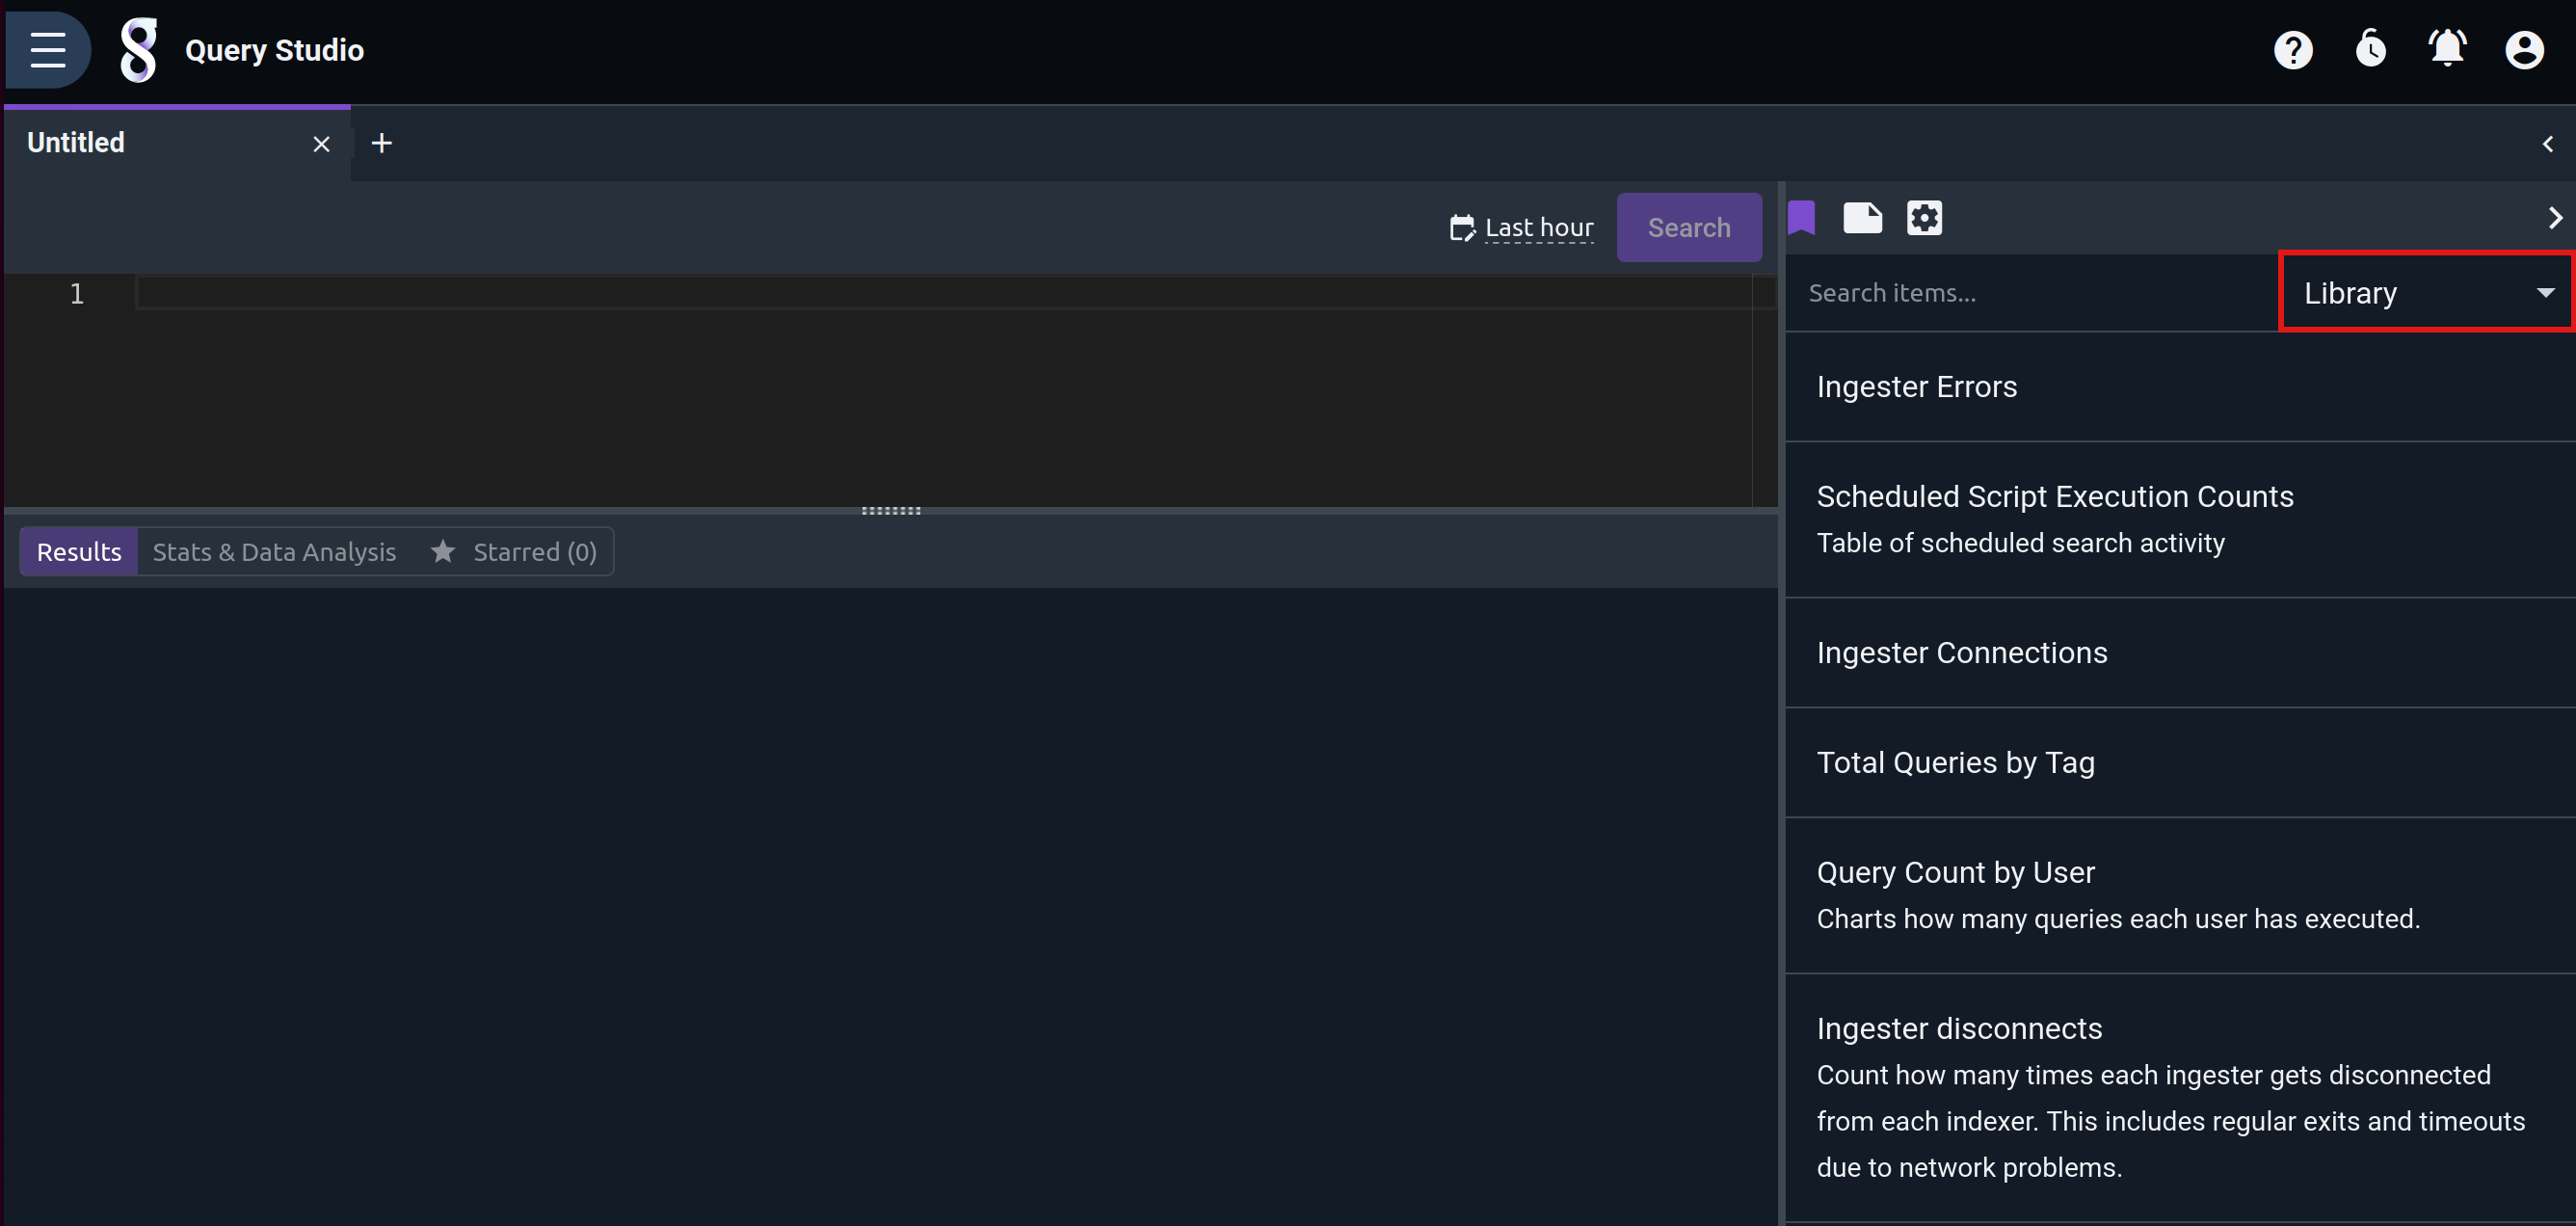 Query Studio
Untitled
Last hour
Search
1
Results
Stats & Data Analysis
Starred (0)
Search items...
Library
Ingester Errors
Scheduled Script Execution Counts
Table of scheduled search activity
Ingester Connections
Total Queries by Tag
Query Count by User
Charts how many queries each user has executed.
Ingester disconnects
Count how many times each ingester gets disconnected
from each indexer. This includes regular exits and timeouts
due to network problems.